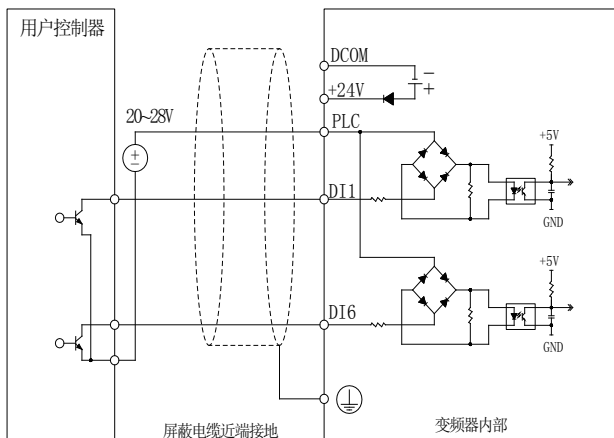 用户控制器
DCOM
+24V
20~28V
PLC
+5V
DI1
GND
+5V
DI6
GND
屏蔽电缆近端接地
变频器内部